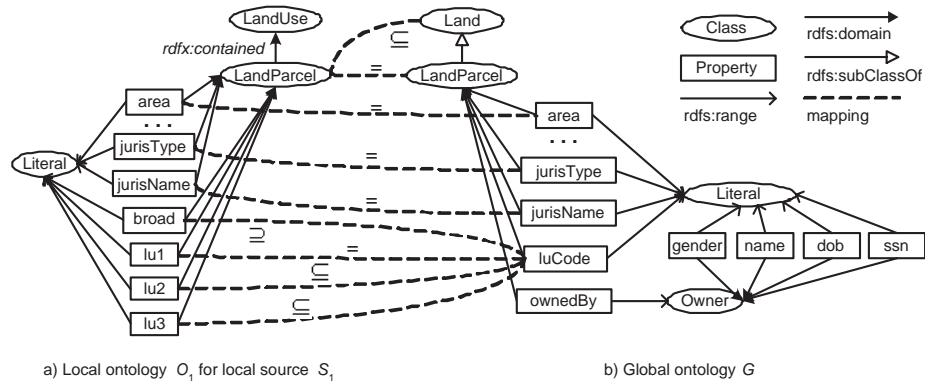 LandUse
rdfx:contained
LandParcel
area
. . .
jurisType
Literal
jurisName
broad
lu1
lu2
lu3
⊆
=
=
=
=
⊇
=
⊆
⊆
Land
LandParcel
area
. . .
jurisType
jurisName
luCode
ownedBy
Literal
gender
name
dob
ssn
Owner
Class
Property
rdfs:range
rdfs:domain
rdfs:subClassOf
mapping
a) Local ontology O1 for local source S1
b) Global ontology G